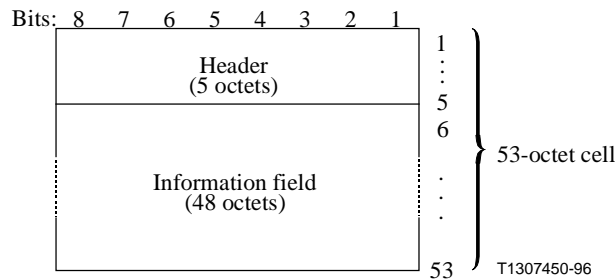 Bits: 8 7 6 5 4 3 2 1
1
Header
(5 octets)
5
6
53-octet cell
Information field
(48 octets)
53
T1307450-96